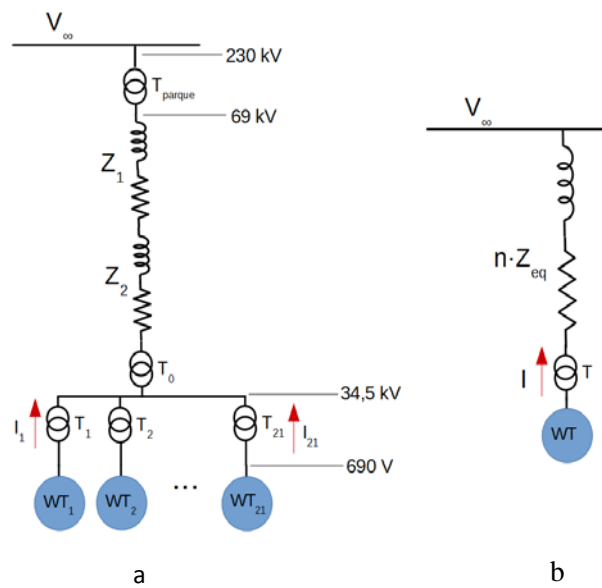 V∞
230 kV
T parque
69 kV
Z1
Z2
T0
34,5 kV
I1
T1
T2
T21
I21
690 V
WT1
WT2
...
WT21
a
V∞
n·Zeq
I
T
WT
b